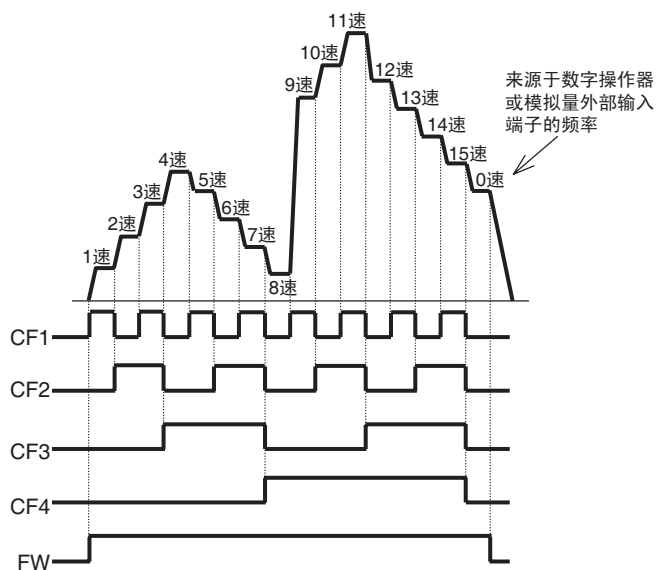 11速
10速
9速
12速
13速
14速
15速
0速
来源于数字操作器
或模拟量外部输入
端子的频率
4速
3速
5速
2速
6速
1速
7速
8速
CF1
CF2
CF3
CF4
FW